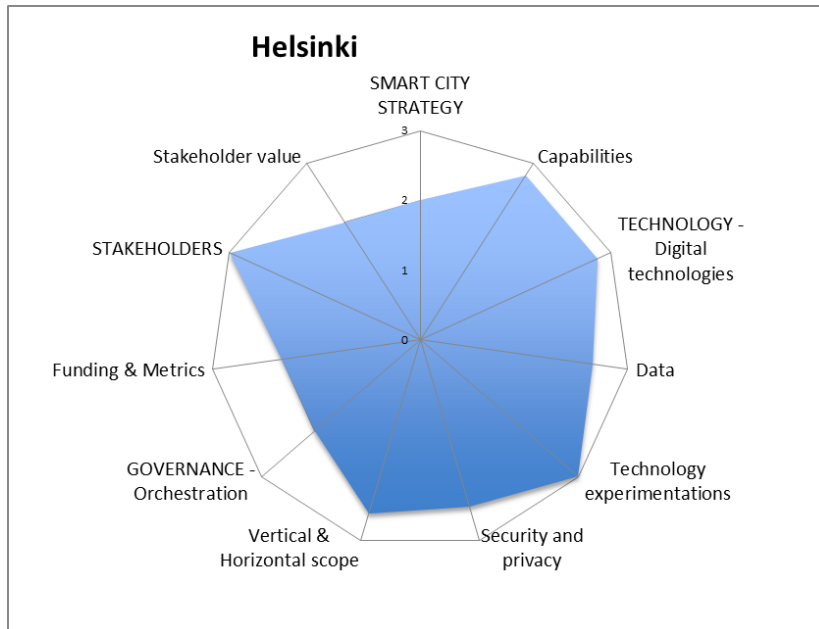 Helsinki
SMART CITY
STRATEGY
3
Stakeholder value
Capabilities
2
TECHNOLOGY -
Digital
technologies
STAKEHOLDERS
1
0
Funding & Metrics
Data
GOVERNANCE -
Orchestration
Technology
experimentations
Vertical &
Horizontal scope
Security and
privacy